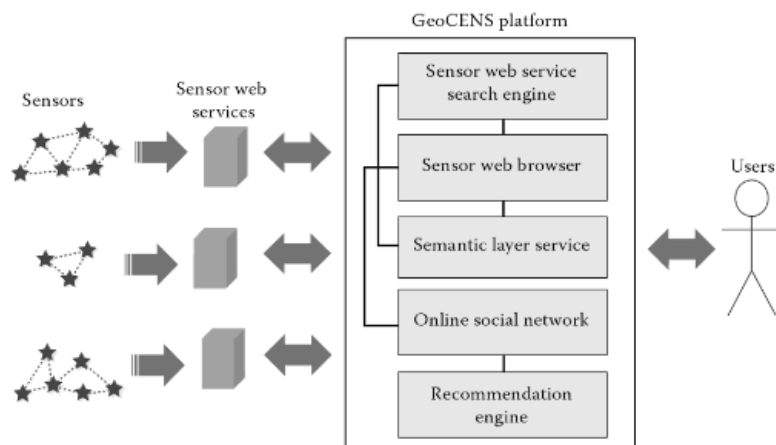 GeoCENS platform
Sensors
Sensor web
services
Sensor web service
search engine
Sensor web browser
Semantic layer service
Online social network
Recommendation
engine
Users